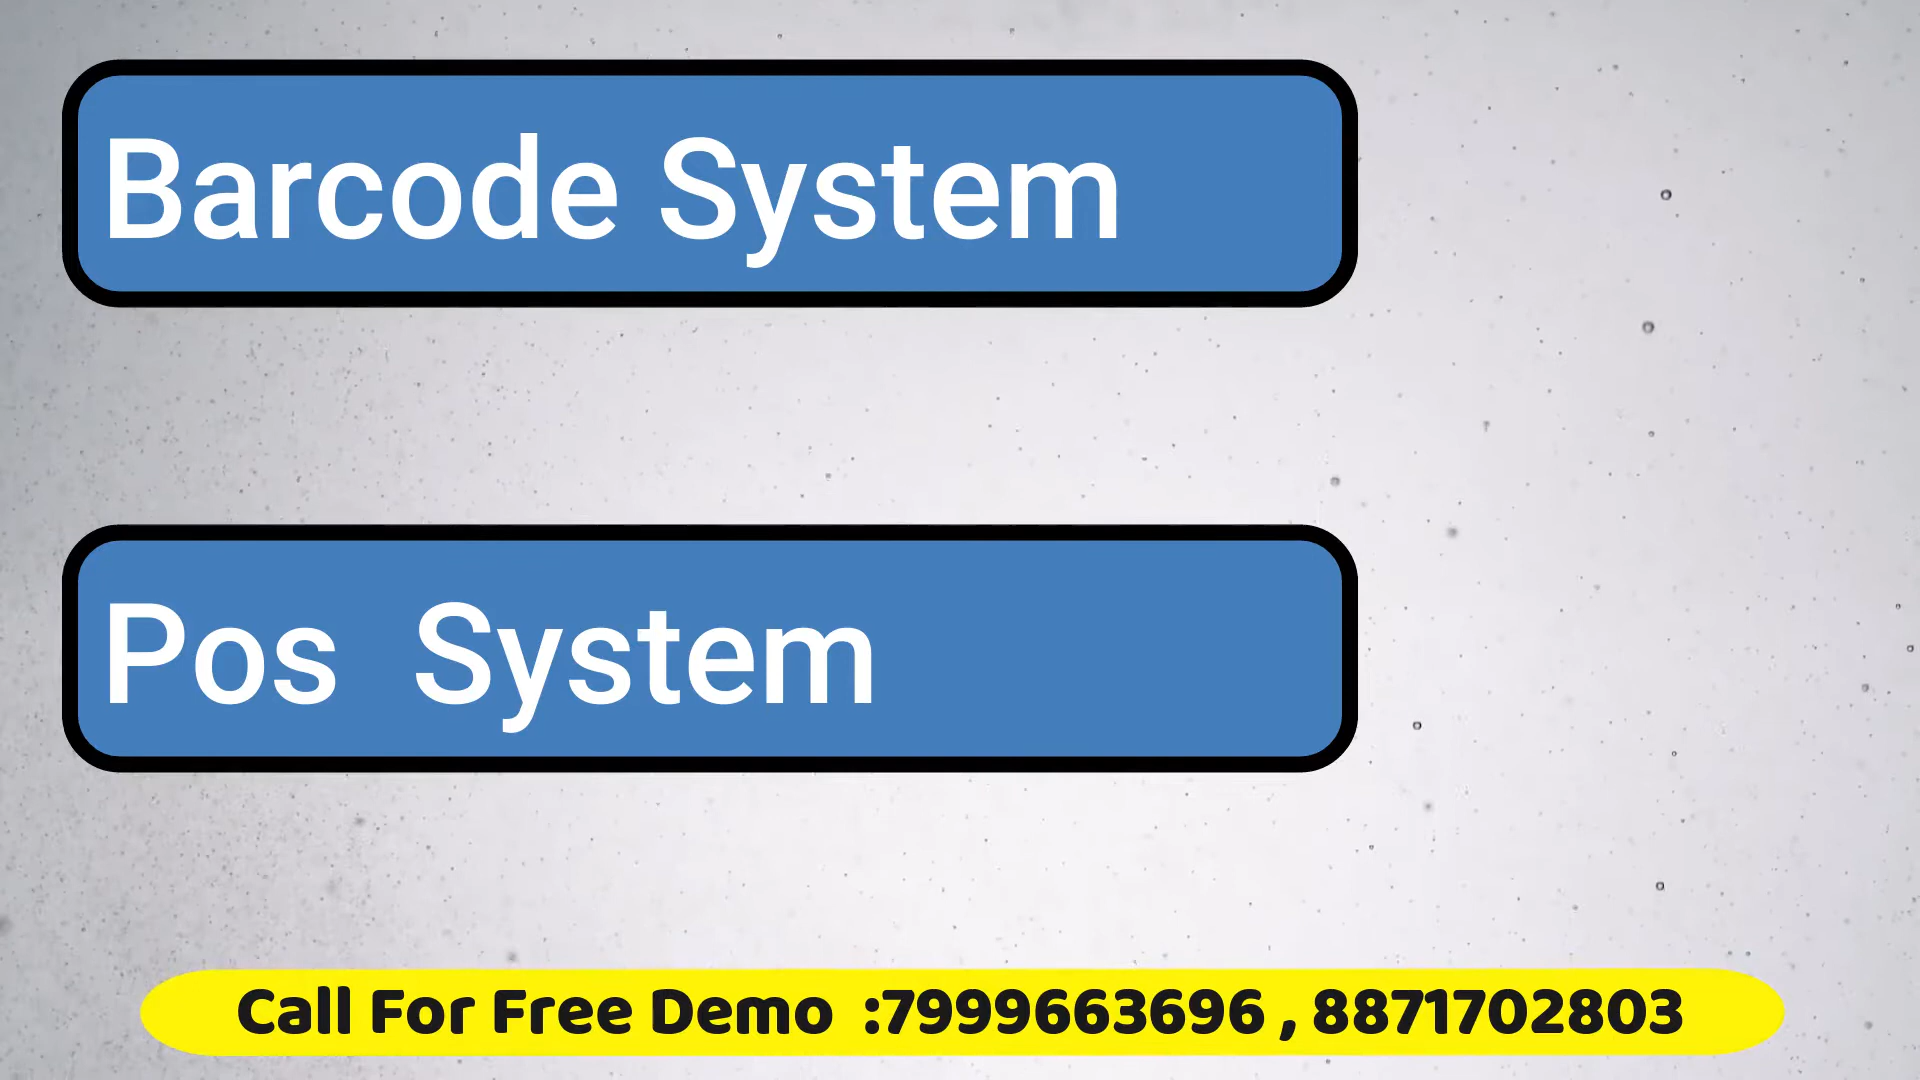 Barcode System
Pos  System
Call For Free Demo  :7999663696 , 8871702803